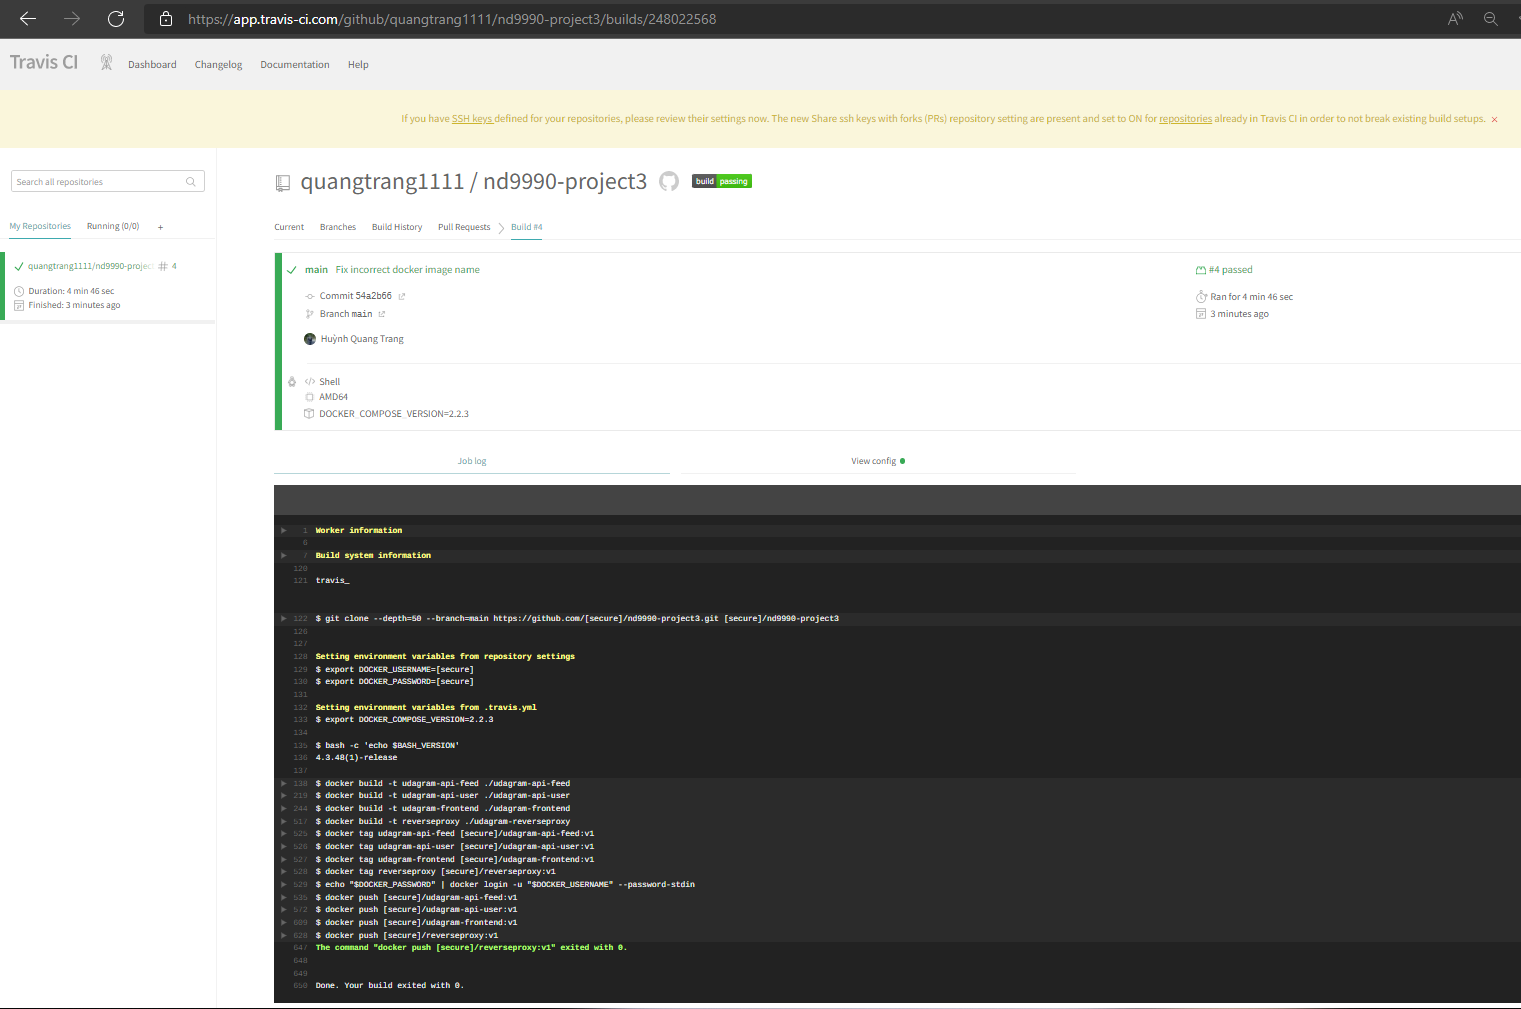 https://app.travis-ci.com/github/quangtrang1111/nd9990-project3/builds/248022568
Travis CI Dashboard Changelog Documentation Help
If you have SSH keys defined for your repositories, please review their settings now. The new Share ssh keys with forks (PRs) repository setting are present and set to ON for repositories already in Travis CI in order to not break existing build setups. ×
Search all repositories
My Repositories Running (0/0) +
quangtrang1111/nd9990-projec # 4
Duration: 4 min 46 sec
Finished: 3 minutes ago
quangtrang1111 / nd9990-project3 build passing
Current Branches Build History Pull Requests Build #4
main Fix incorrect docker image name
Commit 54a2b66
Branch main
Huỳnh Quang Trang
#4 passed
Ran for 4 min 46 sec
3 minutes ago
Shell
AMD64
DOCKER_COMPOSE_VERSION=2.2.3
Job log View config
1 Worker information
6
7 Build system information
120
121 travis_
122 $ git clone --depth=50 --branch=main https://github.com/[secure]/nd9990-project3.git [secure]/nd9990-project3
126
127
128 Setting environment variables from repository settings
129 $ export DOCKER_USERNAME=[secure]
130 $ export DOCKER_PASSWORD=[secure]
131
132 Setting environment variables from .travis.yml
133 $ export DOCKER_COMPOSE_VERSION=2.2.3
134
135 $ bash -c 'echo $BASH_VERSION'
136 4.3.48(1)-release
137
138 $ docker build -t udagram-api-feed ./udagram-api-feed
219 $ docker build -t udagram-api-user ./udagram-api-user
244 $ docker build -t udagram-frontend ./udagram-frontend
517 $ docker build -t reverseproxy ./udagram-reverseproxy
525 $ docker tag udagram-api-feed [secure]/udagram-api-feed:v1
526 $ docker tag udagram-api-user [secure]/udagram-api-user:v1
527 $ docker tag udagram-frontend [secure]/udagram-frontend:v1
528 $ docker tag reverseproxy [secure]/reverseproxy:v1
529 $ echo "$DOCKER_PASSWORD" | docker login -u "$DOCKER_USERNAME" --password-stdin
535 $ docker push [secure]/udagram-api-feed:v1
572 $ docker push [secure]/udagram-api-user:v1
609 $ docker push [secure]/udagram-frontend:v1
628 $ docker push [secure]/reverseproxy:v1
647 The command "docker push [secure]/reverseproxy:v1" exited with 0.
648
649
650 Done. Your build exited with 0.